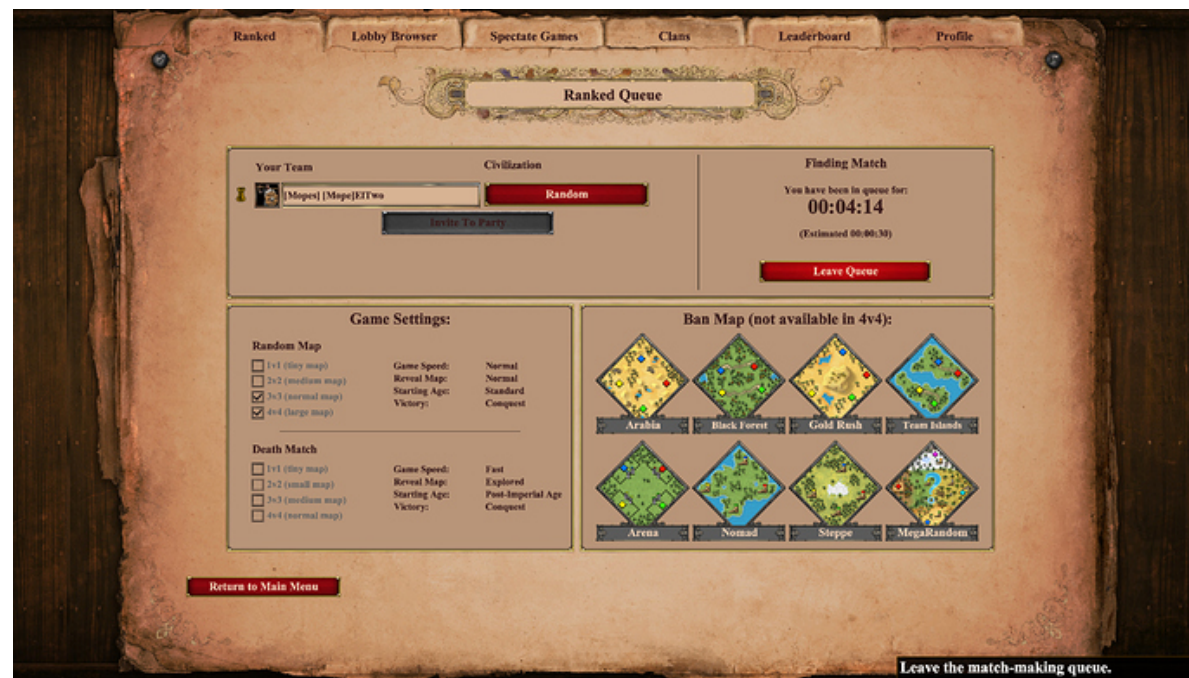 Ranked
Lobby Browser
Spectate Games
Clans
Leaderboard
Profile
Ranked Queue
Your Team
Civilization
[Mopes] [Mope]ElTwo
Random
Invite To Party
Finding Match
You have been in queue for:
00:04:14
(Estimated 00:00:30)
Leave Queue
Game Settings:
Random Map
1v1 (tiny map)
2v2 (medium map)
3v3 (normal map)
4v4 (large map)
Game Speed: Normal
Reveal Map: Normal
Starting Age: Standard
Victory: Conquest
Death Match
1v1 (tiny map)
2v2 (small map)
3v3 (medium map)
4v4 (normal map)
Game Speed: Fast
Reveal Map: Explored
Starting Age: Post-Imperial Age
Victory: Conquest
Ban Map (not available in 4v4):
Arabia
Black Forest
Gold Rush
Team Islands
Arena
Nomad
Steppe
MegaRandom
Return to Main Menu
Leave the match-making queue.